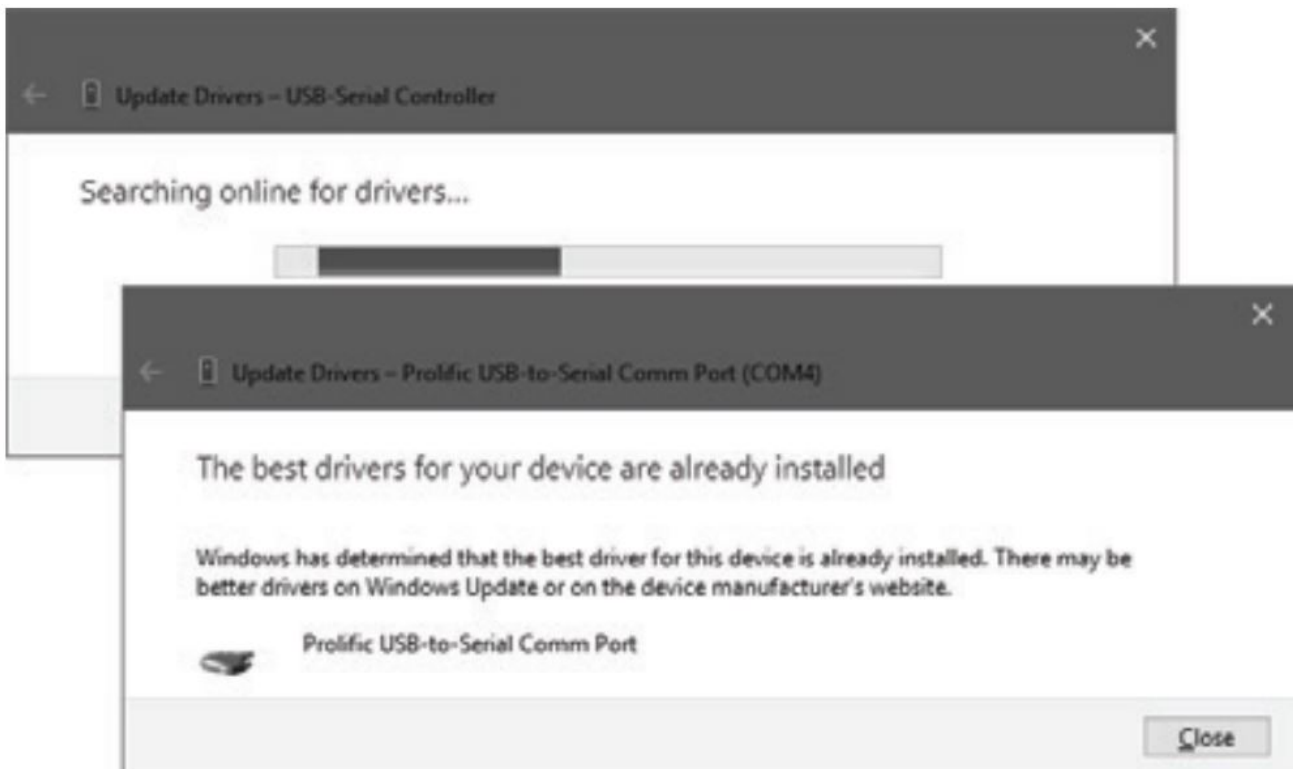 Update Drivers – USB-Serial Controller
Searching online for drivers...
Update Drivers – Prolific USB-to-Serial Comm Port (COM4)
The best drivers for your device are already installed
Windows has determined that the best driver for this device is already installed. There may be
better drivers on Windows Update or on the device manufacturer's website.
Prolific USB-to-Serial Comm Port
Close